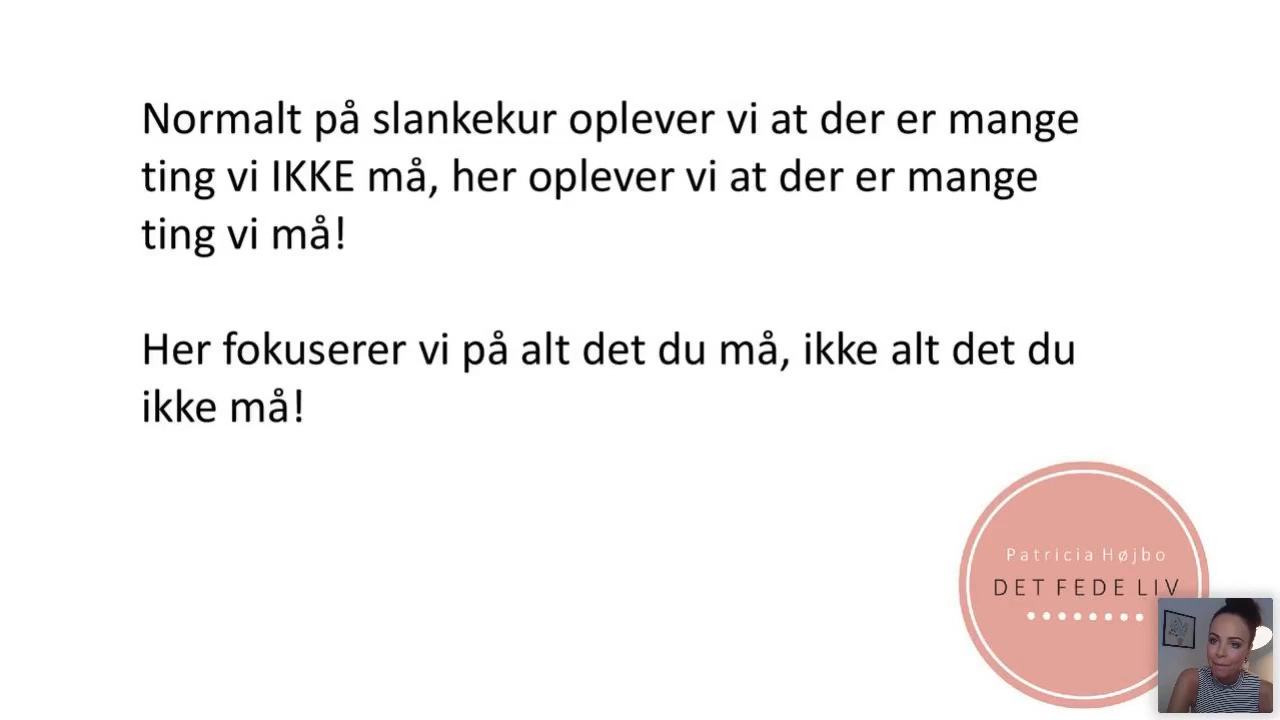 Normalt på slankekur oplever vi at der er mange
ting vi IKKE må, her oplever vi at der er mange
ting vi må!
Her fokuserer vi på alt det du må, ikke alt det du
ikke må!
Patricia Højbo
DET FEDE LIV